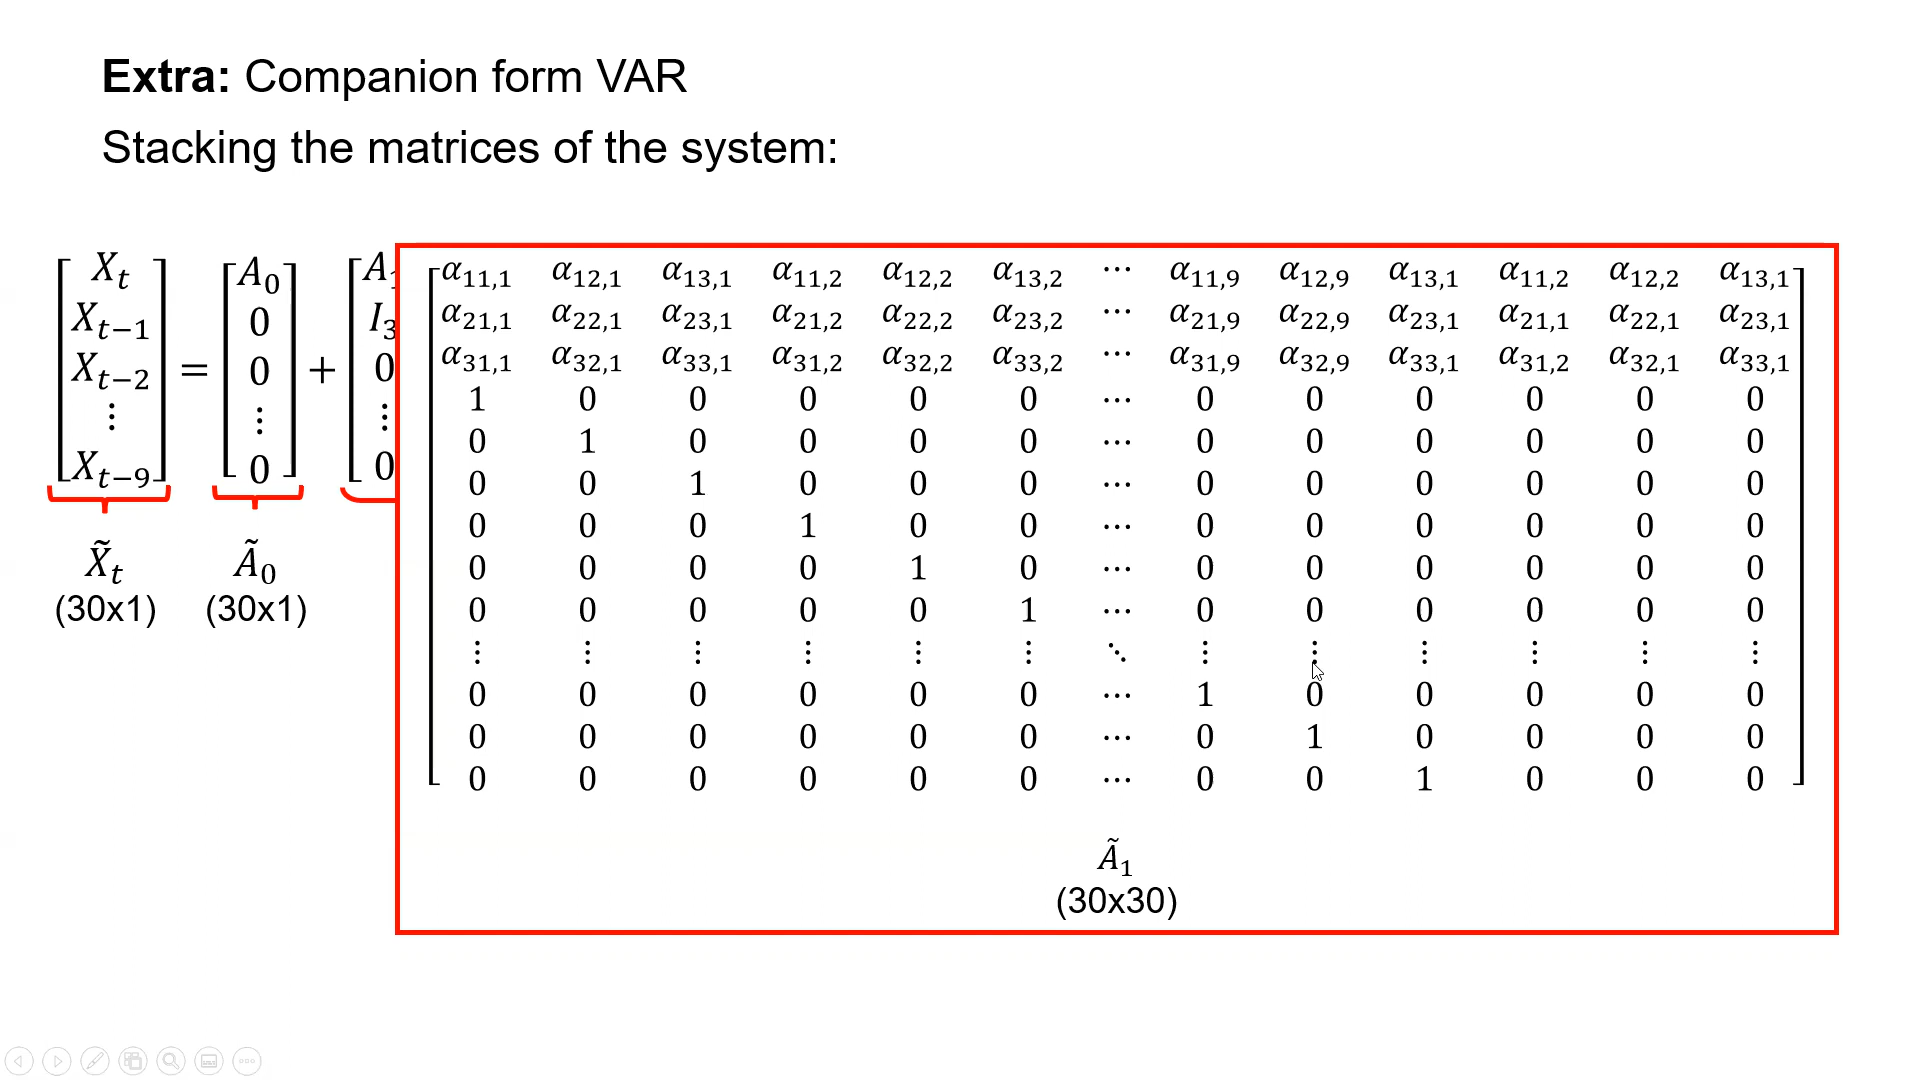 Extra: Companion form VAR
Stacking the matrices of the system:
[X_t; X_{t−1}; X_{t−2}; ⋮; X_{t−9}] = [A_0; 0; 0; ⋮; 0] + [A_1; I_3; 0; ⋮; 0
X̃_t Ã_0
(30x1) (30x1)
α_{11,1} α_{12,1} α_{13,1} α_{11,2} α_{12,2} α_{13,2} ⋯ α_{11,9} α_{12,9} α_{13,1} α_{11,2} α_{12,2} α_{13,1}
α_{21,1} α_{22,1} α_{23,1} α_{21,2} α_{22,2} α_{23,2} ⋯ α_{21,9} α_{22,9} α_{23,1} α_{21,1} α_{22,1} α_{23,1}
α_{31,1} α_{32,1} α_{33,1} α_{31,2} α_{32,2} α_{33,2} ⋯ α_{31,9} α_{32,9} α_{33,1} α_{31,2} α_{32,1} α_{33,1}
1 0 0 0 0 0 ⋯ 0 0 0 0 0 0
0 1 0 0 0 0 ⋯ 0 0 0 0 0 0
0 0 1 0 0 0 ⋯ 0 0 0 0 0 0
0 0 0 1 0 0 ⋯ 0 0 0 0 0 0
0 0 0 0 1 0 ⋯ 0 0 0 0 0 0
0 0 0 0 0 1 ⋯ 0 0 0 0 0 0
⋮ ⋮ ⋮ ⋮ ⋮ ⋮ ⋱ ⋮ ⋮ ⋮ ⋮ ⋮ ⋮
0 0 0 0 0 0 ⋯ 1 0 0 0 0 0
0 0 0 0 0 0 ⋯ 0 1 0 0 0 0
0 0 0 0 0 0 ⋯ 0 0 1 0 0 0
Ã_1
(30x30)